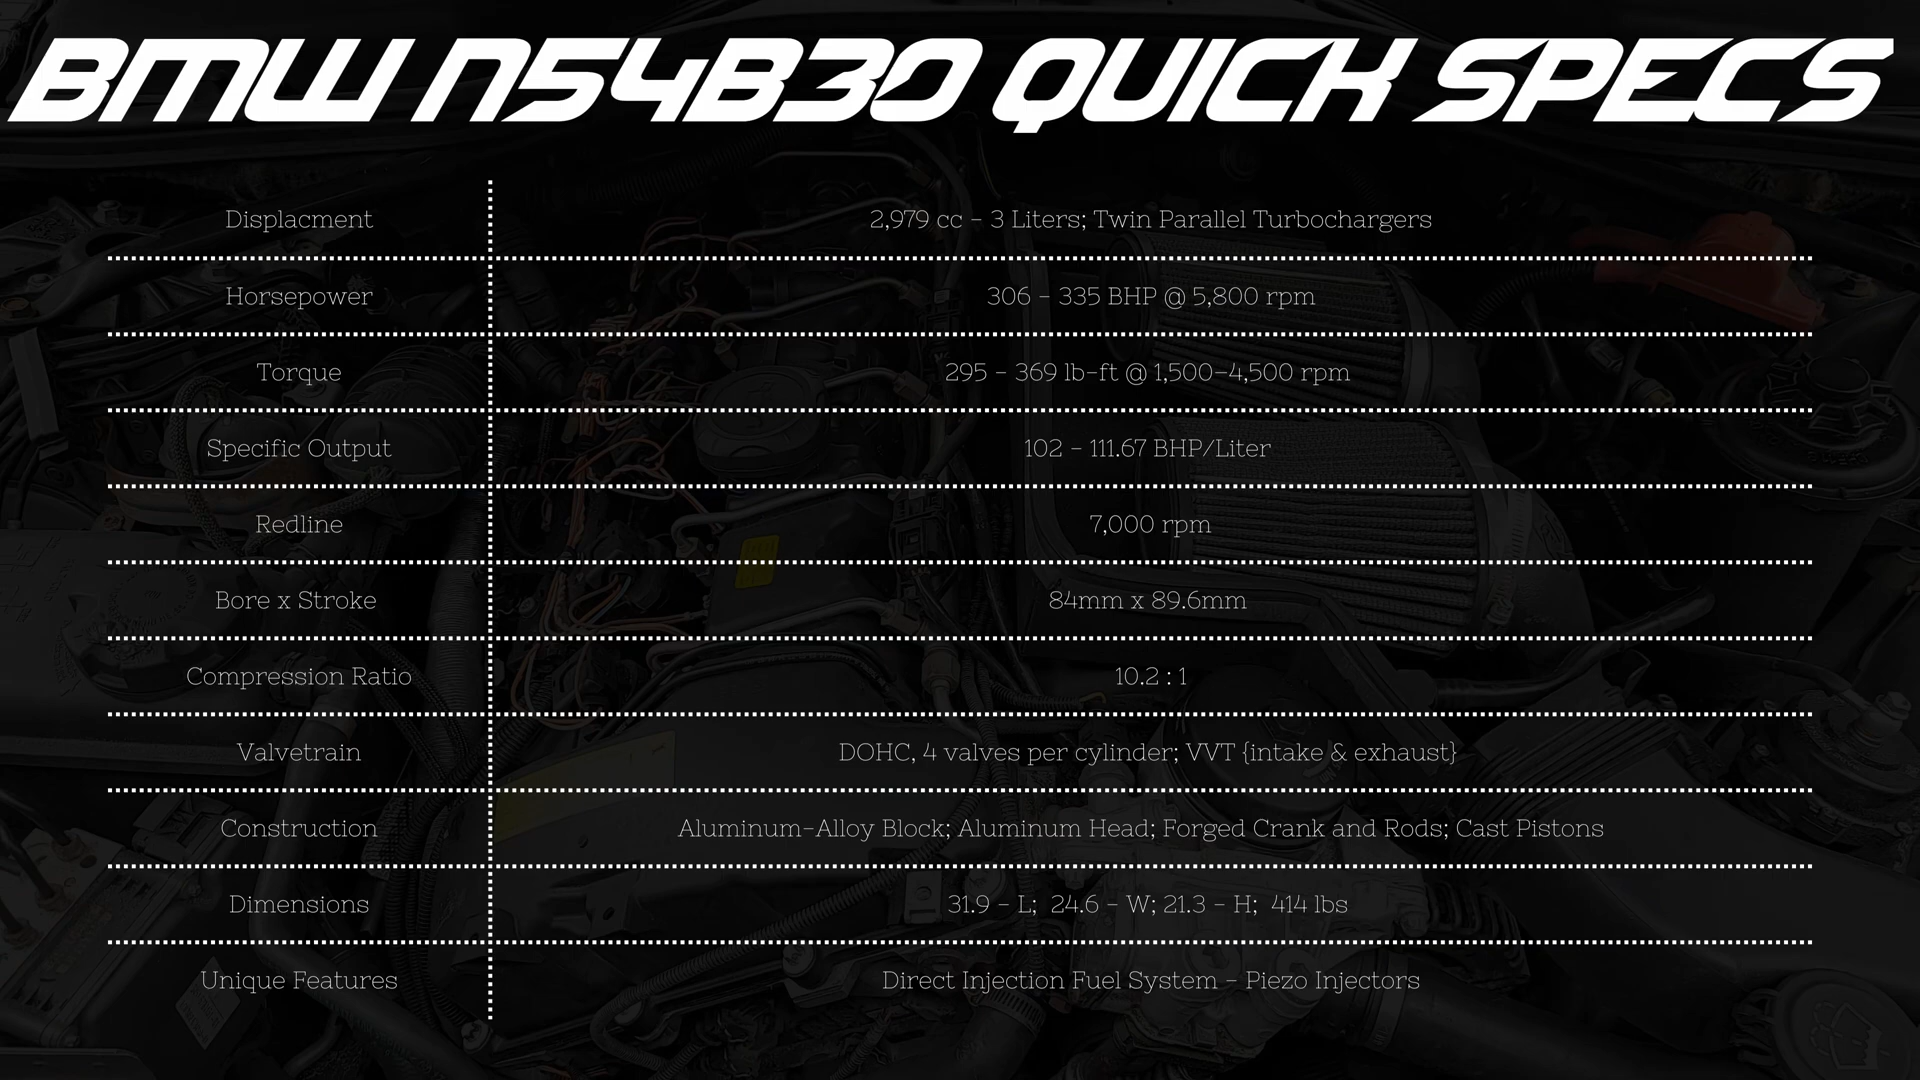 BMW N54B30 QUICK SPECS
Displacment 2,979 cc - 3 Liters; Twin Parallel Turbochargers
Horsepower 306 - 335 BHP @ 5,800 rpm
Torque 295 - 369 lb-ft @ 1,500-4,500 rpm
Specific Output 102 - 111.67 BHP/Liter
Redline 7,000 rpm
Bore x Stroke 84mm x 89.6mm
Compression Ratio 10.2 : 1
Valvetrain DOHC, 4 valves per cylinder; VVT {intake & exhaust}
Construction Aluminum-Alloy Block; Aluminum Head; Forged Crank and Rods; Cast Pistons
Dimensions 31.9 - L; 24.6 - W; 21.3 - H; 414 lbs
Unique Features Direct Injection Fuel System - Piezo Injectors